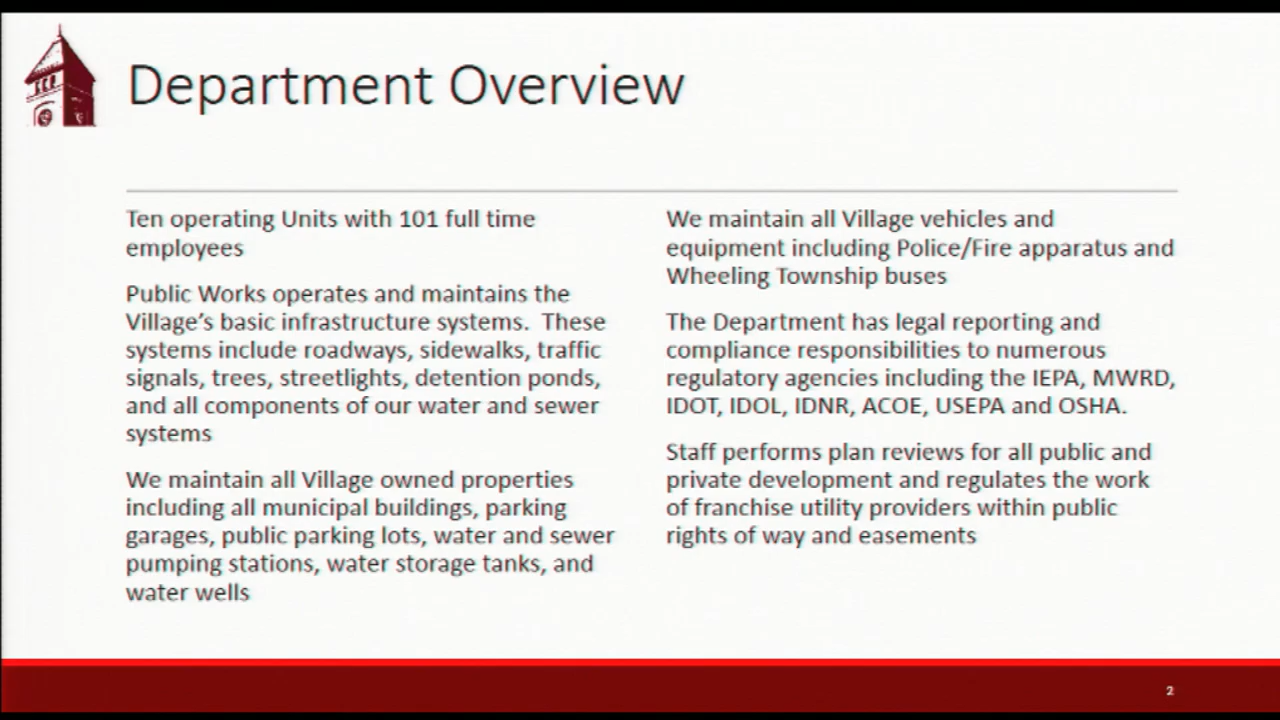 Department Overview
Ten operating Units with 101 full time
employees
Public Works operates and maintains the
Village’s basic infrastructure systems.  These
systems include roadways, sidewalks, traffic
signals, trees, streetlights, detention ponds,
and all components of our water and sewer
systems
We maintain all Village owned properties
including all municipal buildings, parking
garages, public parking lots, water and sewer
pumping stations, water storage tanks, and
water wells
We maintain all Village vehicles and
equipment including Police/Fire apparatus and
Wheeling Township buses
The Department has legal reporting and
compliance responsibilities to numerous
regulatory agencies including the IEPA, MWRD,
IDOT, IDOL, IDNR, ACOE, USEPA and OSHA.
Staff performs plan reviews for all public and
private development and regulates the work
of franchise utility providers within public
rights of way and easements
2